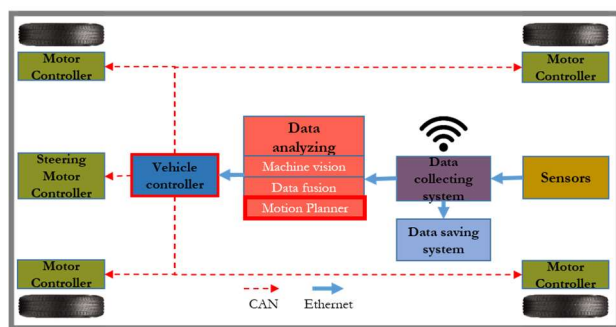 Motor
Controller
Motor
Controller
Data
analyzing
Machine vision
Data fusion
Motion Planner
Steering
Motor
Controller
Vehicle
controller
Data
collecting
system
Sensors
Data saving
system
Motor
Controller
Motor
Controller
CAN
Ethernet